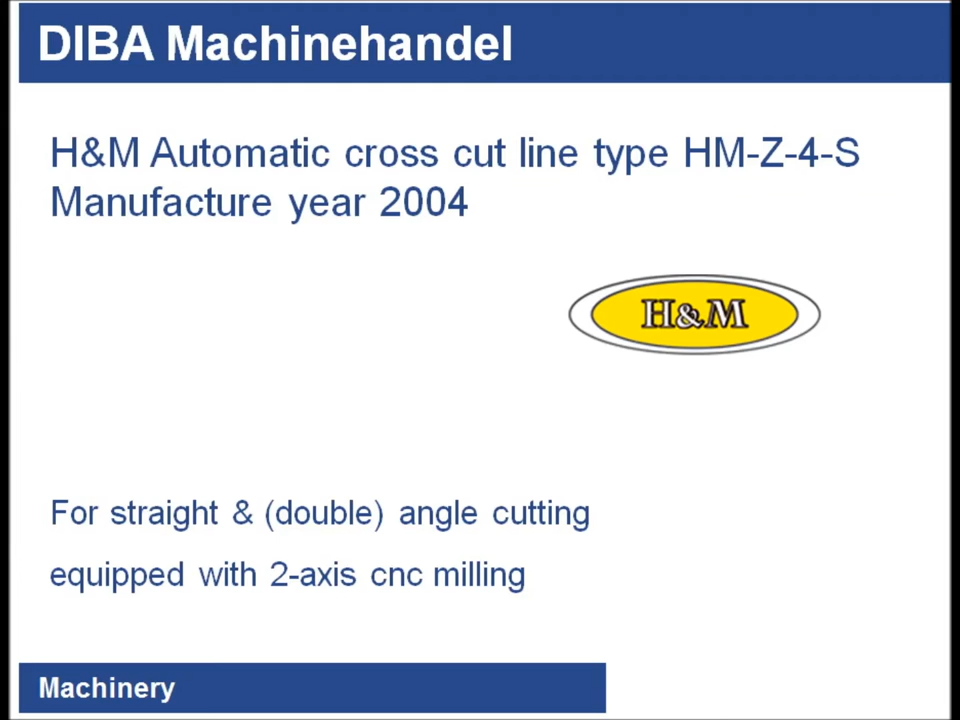 DIBA Machinehandel
H&M Automatic cross cut line type HM-Z-4-S
Manufacture year 2004
H&M
For straight & (double) angle cutting
equipped with 2-axis cnc milling
Machinery